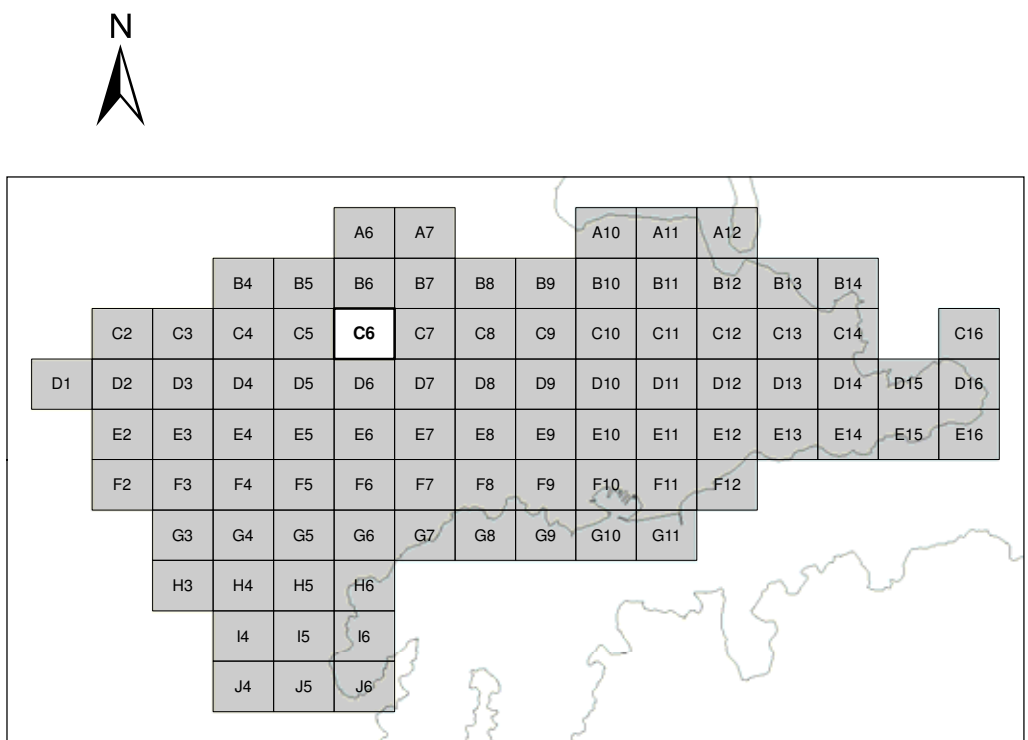 N
A6 A7 A10 A11 A12
B4 B5 B6 B7 B8 B9 B10 B11 B12 B13 B14
C2 C3 C4 C5 C6 C7 C8 C9 C10 C11 C12 C13 C14 C16
D1 D2 D3 D4 D5 D6 D7 D8 D9 D10 D11 D12 D13 D14 D15 D16
E2 E3 E4 E5 E6 E7 E8 E9 E10 E11 E12 E13 E14 E15 E16
F2 F3 F4 F5 F6 F7 F8 F9 F10 F11 F12
G3 G4 G5 G6 G7 G8 G9 G10 G11
H3 H4 H5 H6
I4 I5 I6
J4 J5 J6